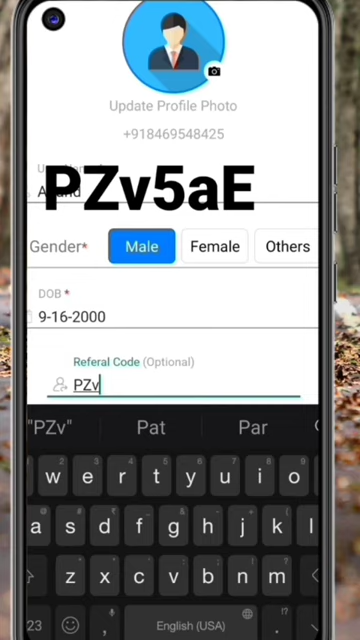 Update Profile Photo
+918469548425
PZv5aE
Gender*
Male
Female
Others
DOB *
9-16-2000
Referal Code (Optional)
PZv
"PZv"
Pat
Par
w e r t y u i o
a s d f g h j k l
z x c v b n m
23
,
English (USA)
.
!?